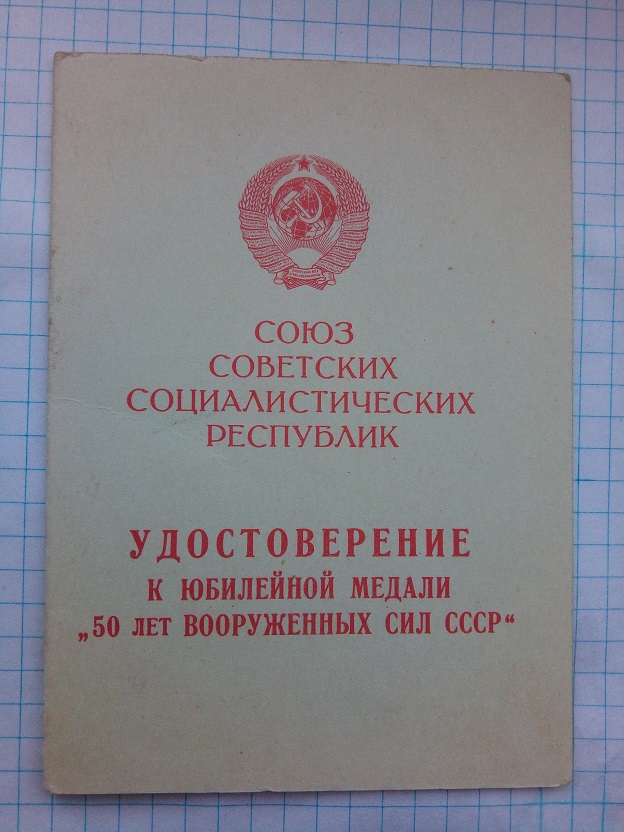 СОЮЗ
СОВЕТСКИХ
СОЦИАЛИСТИЧЕСКИХ
РЕСПУБЛИК
УДОСТОВЕРЕНИЕ
К ЮБИЛЕЙНОЙ МЕДАЛИ
„50 ЛЕТ ВООРУЖЕННЫХ СИЛ СССР“